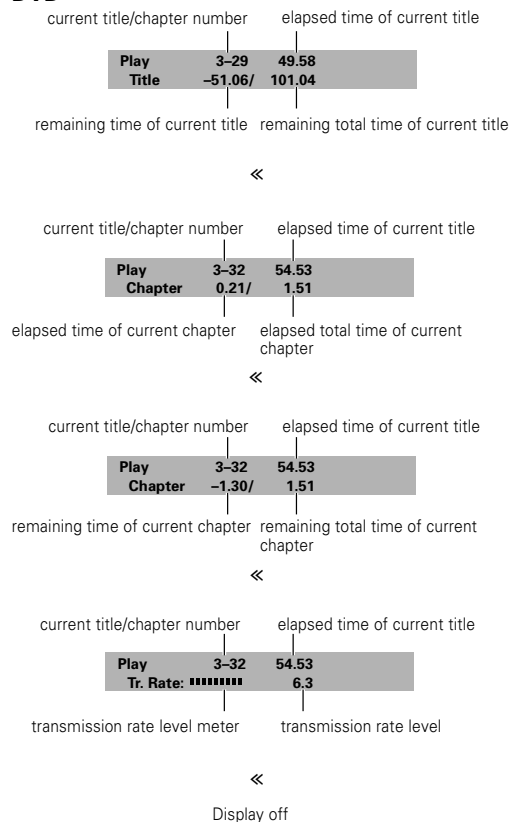 current title/chapter number elapsed time of current title
Play 3–29 49.58
Title –51.06/ 101.04
remaining time of current title remaining total time of current title
«
current title/chapter number elapsed time of current title
Play 3–32 54.53
Chapter 0.21/ 1.51
elapsed time of current chapter elapsed total time of current
chapter
«
current title/chapter number elapsed time of current title
Play 3–32 54.53
Chapter –1.30/ 1.51
remaining time of current chapter remaining total time of current
chapter
«
current title/chapter number elapsed time of current title
Play 3–32 54.53
Tr. Rate: 6.3
transmission rate level meter transmission rate level
«
Display off